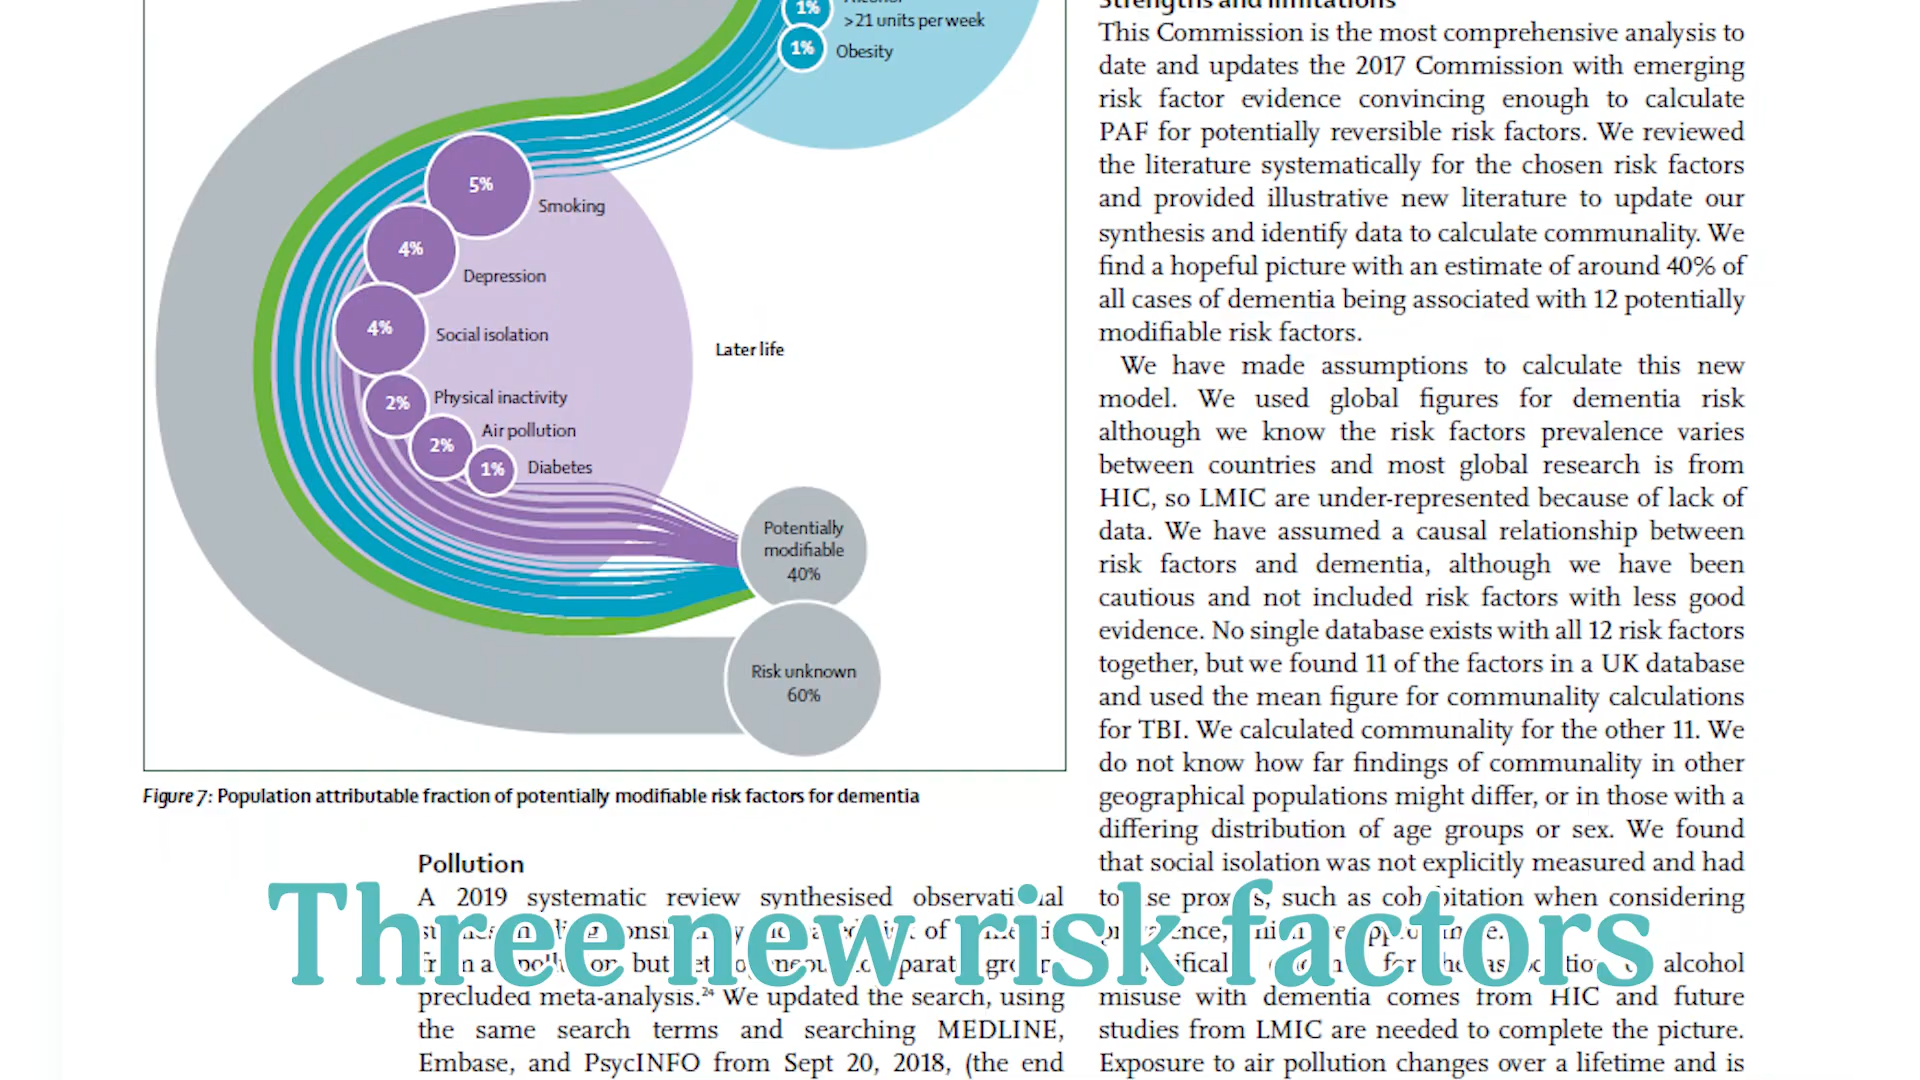 1%
>21 units per week
1%
Obesity
5%
Smoking
4%
Depression
4%
Social isolation
Later life
2%
Physical inactivity
Air pollution
2%
1%
Diabetes
Potentially
modifiable
40%
Risk unknown
60%
Figure 7: Population attributable fraction of potentially modifiable risk factors for dementia
Pollution
A 2019 systematic review synthesised
of
but
precluded meta-analysis.24 We updated the search, using
the same search terms and searching MEDLINE,
Embase, and PsycINFO from Sept 20, 2018, (the end
Strengths and limitations
This Commission is the most comprehensive analysis to
date and updates the 2017 Commission with emerging
risk factor evidence convincing enough to calculate
PAF for potentially reversible risk factors. We reviewed
the literature systematically for the chosen risk factors
and provided illustrative new literature to update our
synthesis and identify data to calculate communality. We
find a hopeful picture with an estimate of around 40% of
all cases of dementia being associated with 12 potentially
modifiable risk factors.
We have made assumptions to calculate this new
model. We used global figures for dementia risk
although we know the risk factors prevalence varies
between countries and most global research is from
HIC, so LMIC are under-represented because of lack of
data. We have assumed a causal relationship between
risk factors and dementia, although we have been
cautious and not included risk factors with less good
evidence. No single database exists with all 12 risk factors
together, but we found 11 of the factors in a UK database
and used the mean figure for communality calculations
for TBI. We calculated communality for the other 11. We
do not know how far findings of communality in other
geographical populations might differ, or in those with a
differing distribution of age groups or sex. We found
that social isolation was not explicitly measured and had
such as cohabitation when considering
alcohol
misuse with dementia comes from HIC and future
studies from LMIC are needed to complete the picture.
Exposure to air pollution changes over a lifetime and is
Three new risk factors